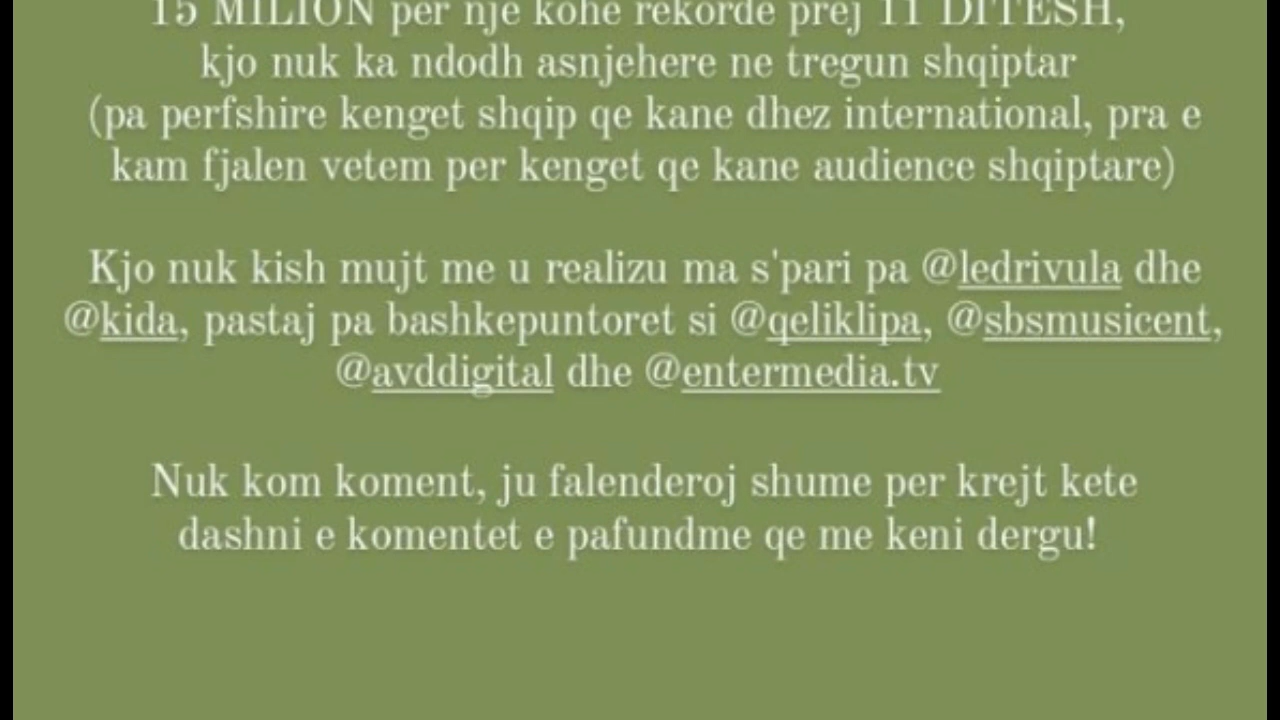 15 MILION per nje kohe rekorde prej 11 DITESH,
kjo nuk ka ndodh asnjehere ne tregun shqiptar
(pa perfshire kenget shqip qe kane dhez international, pra e
kam fjalen vetem per kenget qe kane audience shqiptare)
Kjo nuk kish mujt me u realizu ma s'pari pa @ledrivula dhe
@kida, pastaj pa bashkepuntoret si @qeliklipa, @sbsmusicent,
@avddigital dhe @entermedia.tv
Nuk kom koment, ju falenderoj shume per krejt kete
dashni e komentet e pafundme qe me keni dergu!